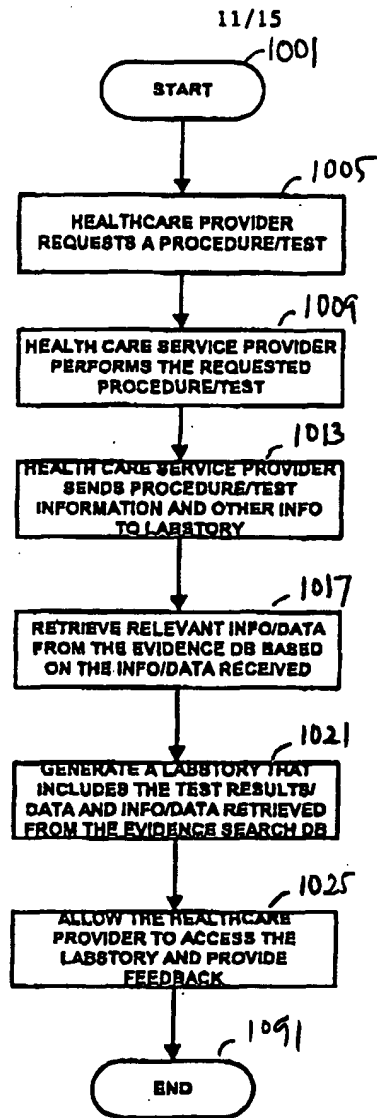 11/15
1001
START
1005
HEALTHCARE PROVIDER
REQUESTS A PROCEDURE/TEST
1009
HEALTH CARE SERVICE PROVIDER
PERFORMS THE REQUESTED
PROCEDURE/TEST
1013
HEALTH CARE SERVICE PROVIDER
SENDS PROCEDURE/TEST
INFORMATION AND OTHER INFO
TO LABSTORY
1017
RETRIEVE RELEVANT INFO/DATA
FROM THE EVIDENCE DB BASED
ON THE INFO/DATA RECEIVED
1021
GENERATE A LABSTORY THAT
INCLUDES THE TEST RESULTS/
DATA AND INFO/DATA RETRIEVED
FROM THE EVIDENCE SEARCH DB
1025
ALLOW THE HEALTHCARE
PROVIDER TO ACCESS THE
LABSTORY AND PROVIDE
FEEDBACK
1091
END